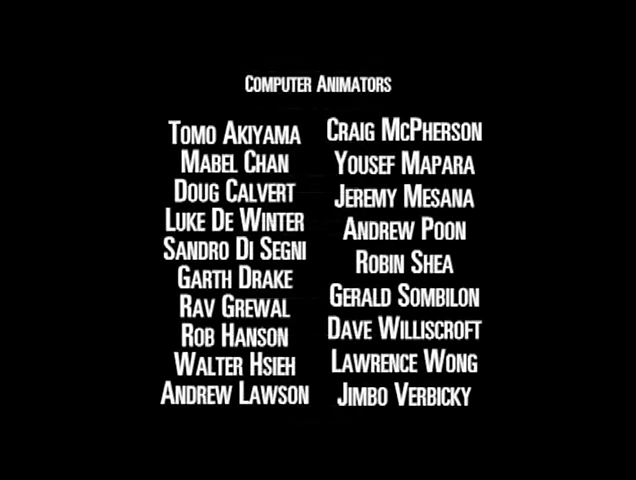 Computer Animators
Tomo Akiyama
Mabel Chan
Doug Calvert
Luke De Winter
Sandro Di Segni
Garth Drake
Rav Grewal
Rob Hanson
Walter Hsieh
Andrew Lawson
Craig McPherson
Yousef Mapara
Jeremy Mesana
Andrew Poon
Robin Shea
Gerald Sombilon
Dave Williscroft
Lawrence Wong
Jimbo Verbicky